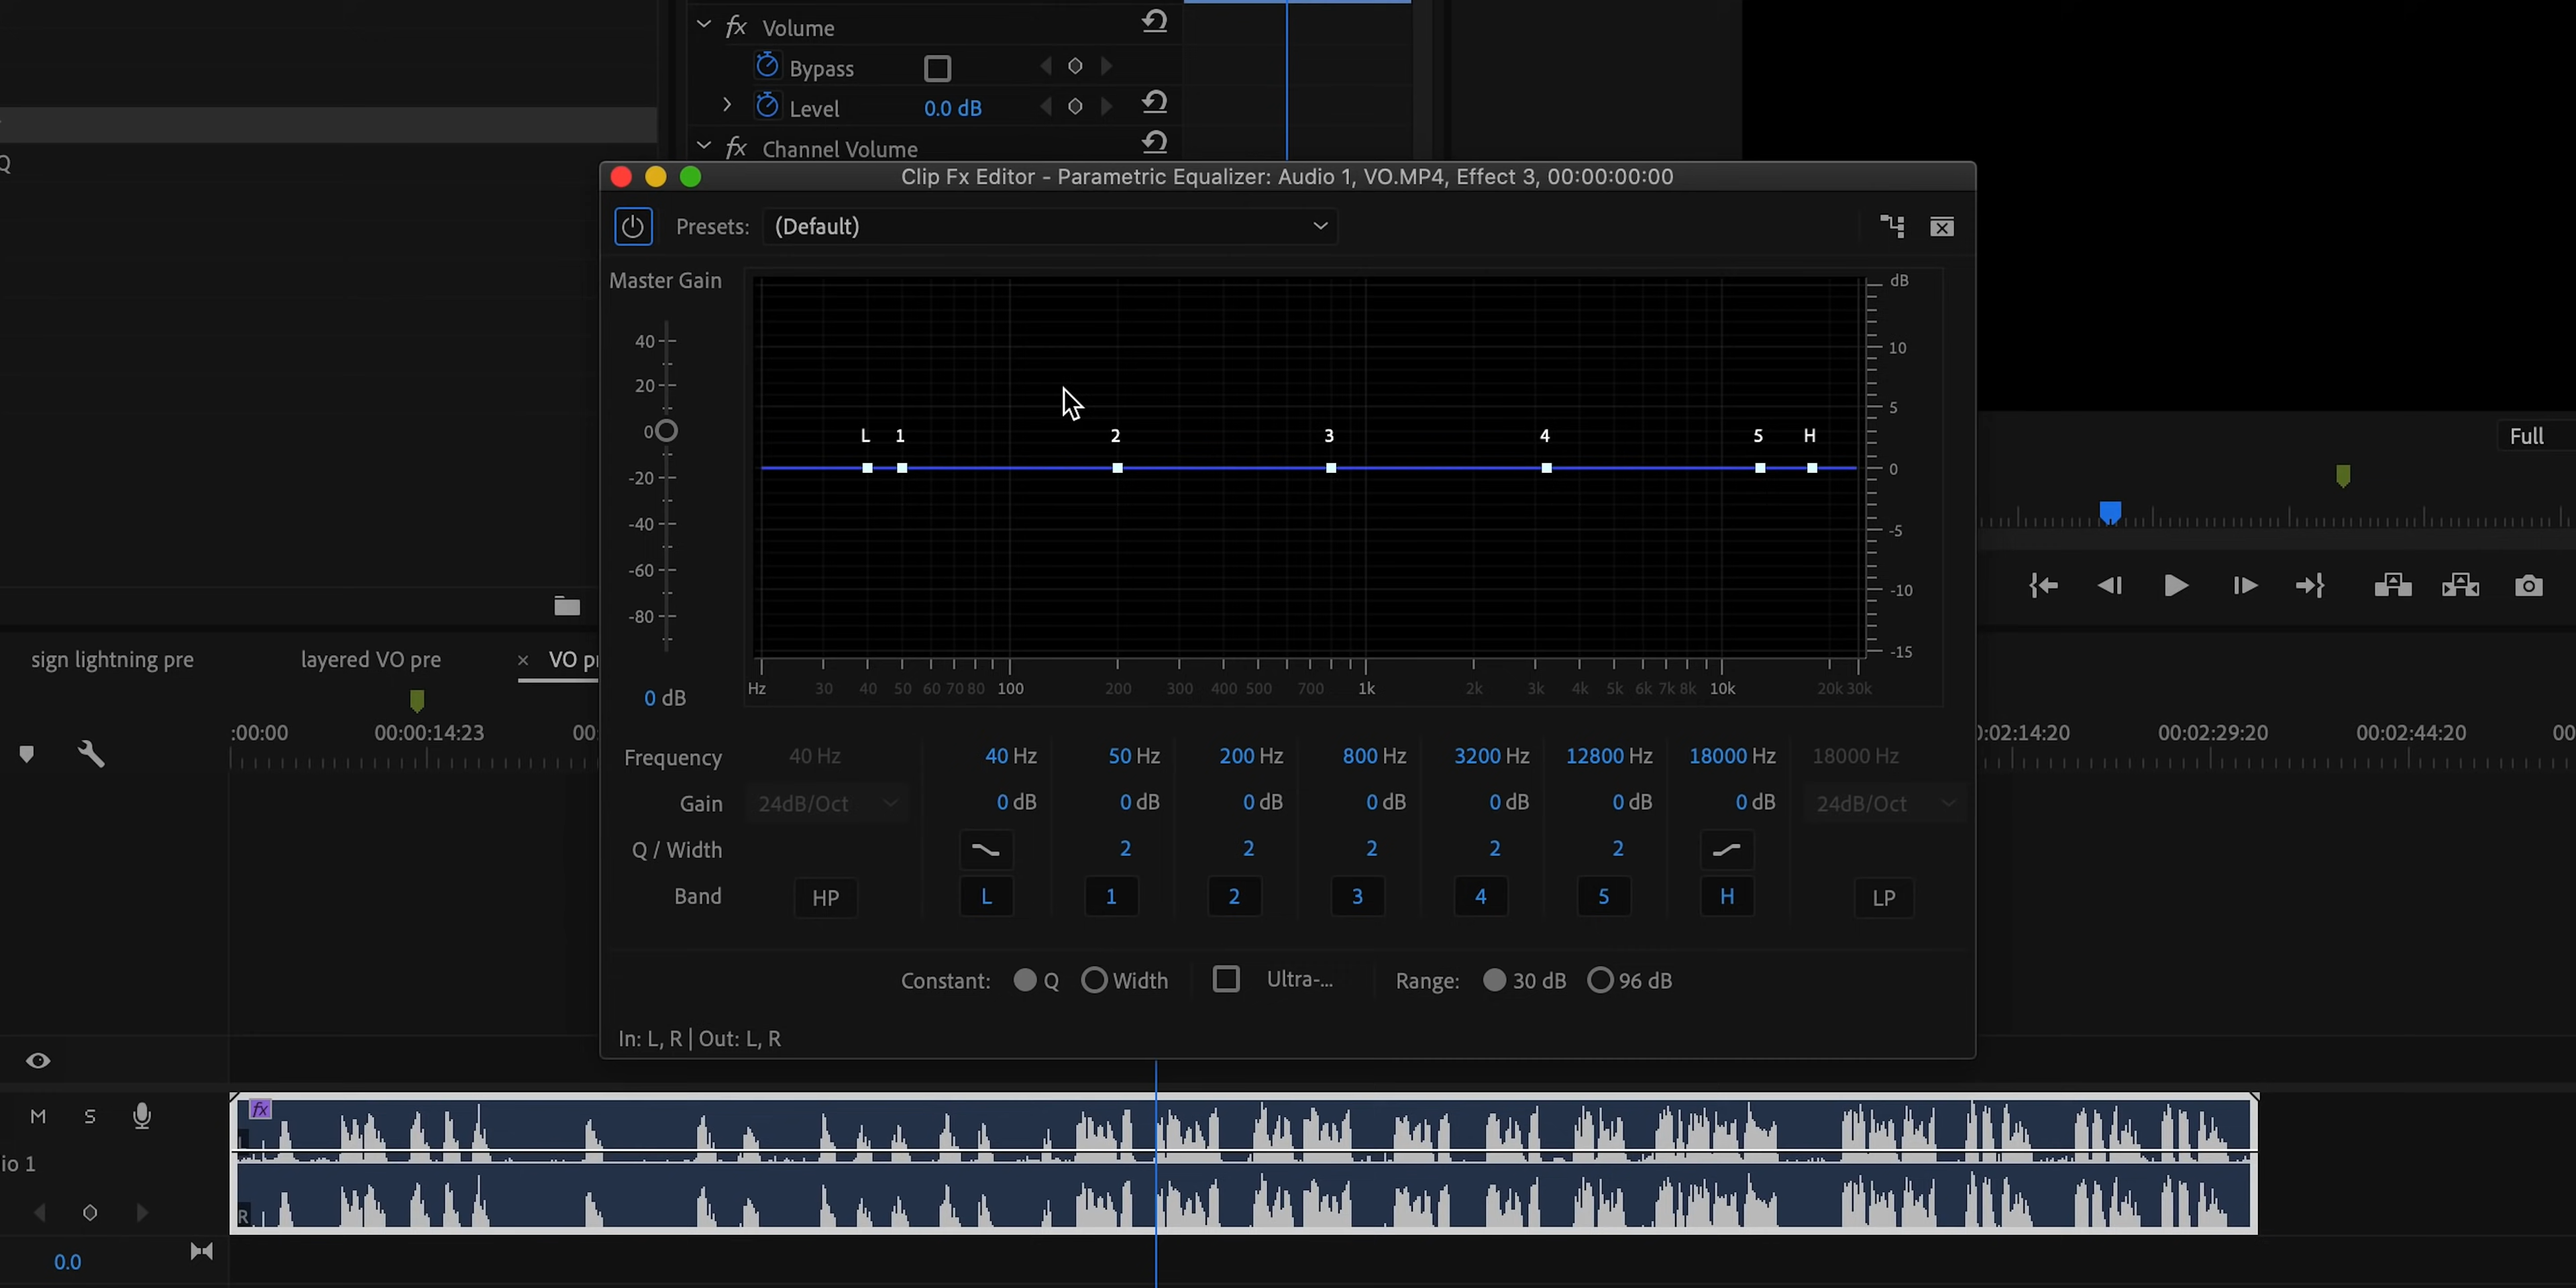 fx Volume
Bypass
Level 0.0 dB
fx Channel Volume
Q
Clip Fx Editor - Parametric Equalizer: Audio 1, VO.MP4, Effect 3, 00:00:00:00
Presets: (Default)
Master Gain
dB
40
20
0
-20
-40
-60
-80
0 dB
L 1 2 3 4 5 H
10
5
0
-5
-10
-15
Hz 30 40 50 60 70 80 100 200 300 400 500 700 1k 2k 3k 4k 5k 6k 7k 8k 10k 20k 30k
Full
Frequency 40 Hz 40 Hz 50 Hz 200 Hz 800 Hz 3200 Hz 12800 Hz 18000 Hz 18000 Hz
Gain 24dB/Oct 0 dB 0 dB 0 dB 0 dB 0 dB 0 dB 0 dB 24dB/Oct
Q / Width 2 2 2 2 2
Band HP L 1 2 3 4 5 H LP
Constant: Q Width Ultra-... Range: 30 dB 96 dB
In: L, R | Out: L, R
sign lightning pre layered VO pre × VO pr
:00:00 00:00:14:23 00: 0:02:14:20 00:02:29:20 00:02:44:20 00
fx
M S
L
io 1
R
0.0